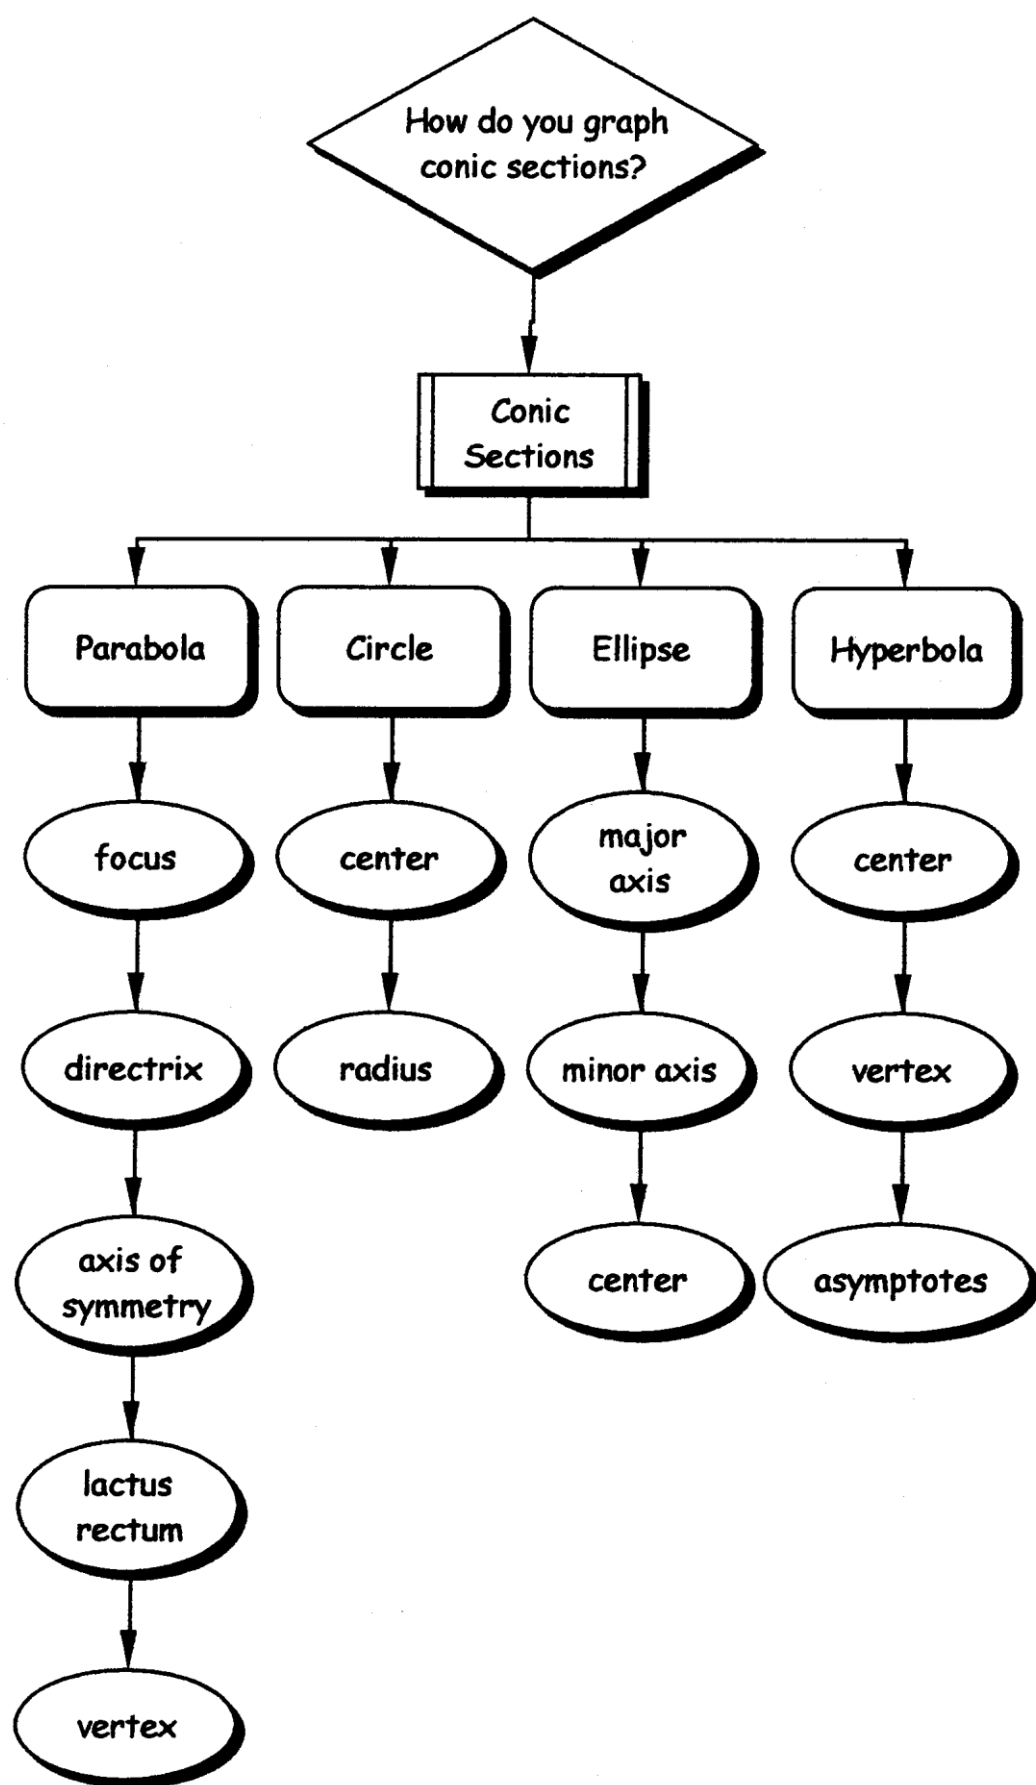 How do you graph
conic sections?
Conic
Sections
Parabola
Circle
Ellipse
Hyperbola
focus
center
major
axis
center
directrix
radius
minor axis
vertex
axis of
symmetry
center
asymptotes
lactus
rectum
vertex